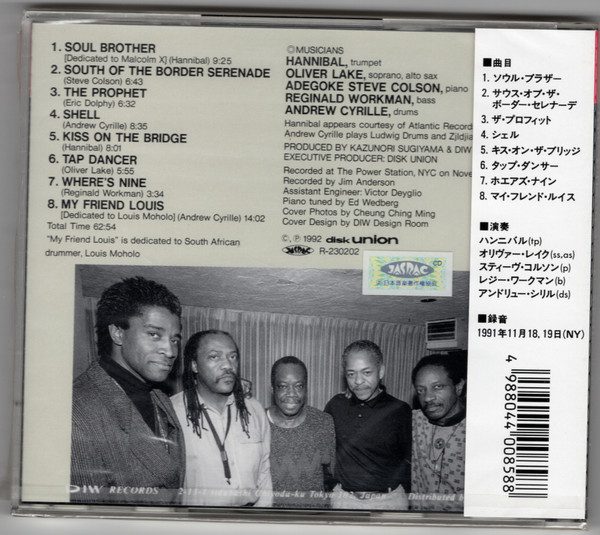 1. SOUL BROTHER
[Dedicated to Malcolm X] (Hannibal) 9:25
2. SOUTH OF THE BORDER SERENADE
(Steve Colson) 6:43
3. THE PROPHET
(Eric Dolphy) 6:32
4. SHELL
(Andrew Cyrille) 8:35
5. KISS ON THE BRIDGE
(Hannibal) 8:01
6. TAP DANCER
(Oliver Lake) 5:55
7. WHERE'S NINE
(Reginald Workman) 3:34
8. MY FRIEND LOUIS
[Dedicated to Louis Moholo] (Andrew Cyrille) 14:02
Total Time 62:54
"My Friend Louis" is dedicated to South African
drummer, Louis Moholo
©MUSICIANS
HANNIBAL, trumpet
OLIVER LAKE, soprano, alto sax
ADEGOKE STEVE COLSON, piano
REGINALD WORKMAN, bass
ANDREW CYRILLE, drums
Hannibal appears courtesy of Atlantic Record
Andrew Cyrille plays Ludwig Drums and Zjldjia
PRODUCED BY KAZUNORI SUGIYAMA & DIW
EXECUTIVE PRODUCER: DISK UNION
Recorded at The Power Station, NYC on Nove
Recorded by Jim Anderson
Assistant Engineer: Victor Deyglio
Piano tuned by Ed Wedberg
Cover Photos by Cheung Ching Ming
Cover Design by DIW Design Room
©, ℗ 1992 disk union
JASRAC R-230202
JASRAC
DIW RECORDS Tokyo 102, Japan Distributed
■曲目
1. ソウル・ブラザー
2. サウス・オブ・ザ・
ボーダー・セレナーデ
3. ザ・プロフィット
4. シェル
5. キス・オン・ザ・ブリッジ
6. タップ・ダンサー
7. ホエアズ・ナイン
8. マイ・フレンド・ルイス
■演奏
ハンニバル(tp)
オリヴァー・レイク(ss,as)
スティーヴ・コルソン(p)
レジー・ワークマン(b)
アンドリュー・シリル(ds)
■録音
1991年11月18, 19日(NY)
4 988044 008588